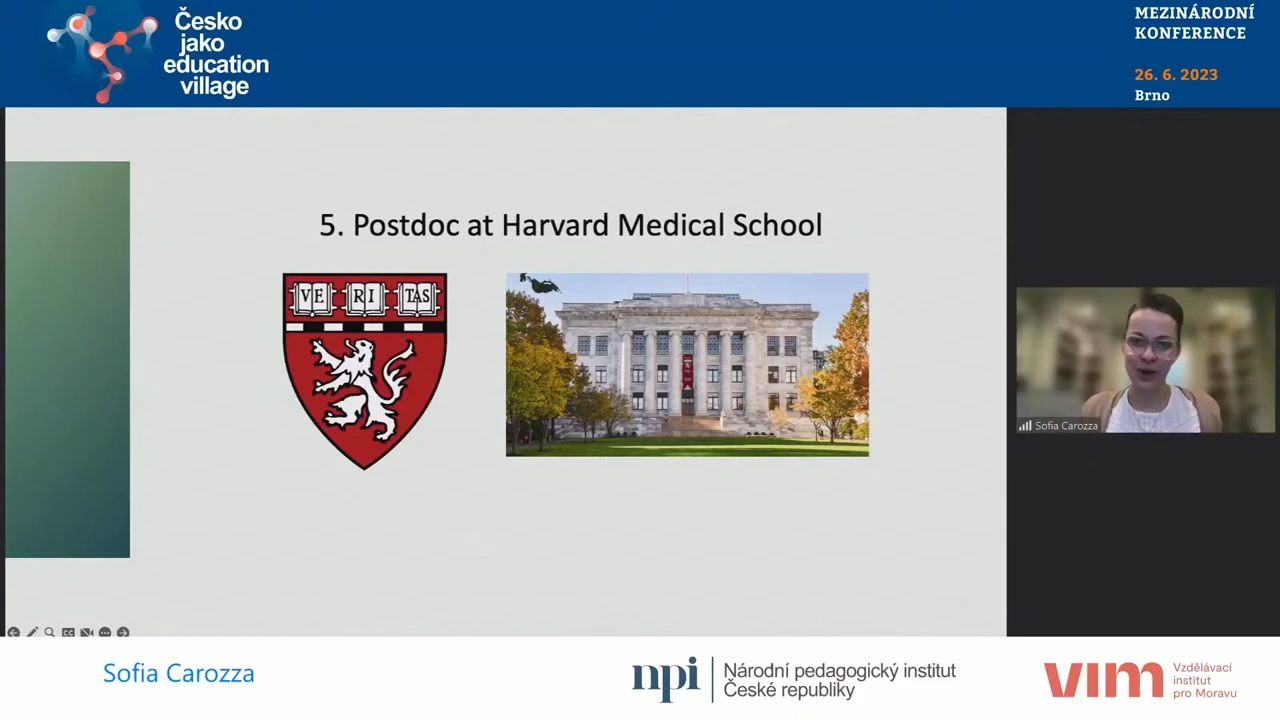 Česko
jako
education
village
MEZINÁRODNÍ
KONFERENCE
26. 6. 2023
Brno
5. Postdoc at Harvard Medical School
VE RI TAS
Sofia Carozza
CC
Sofia Carozza
npi
Národní pedagogický institut
České republiky
vim
Vzdělávací
institut
pro Moravu